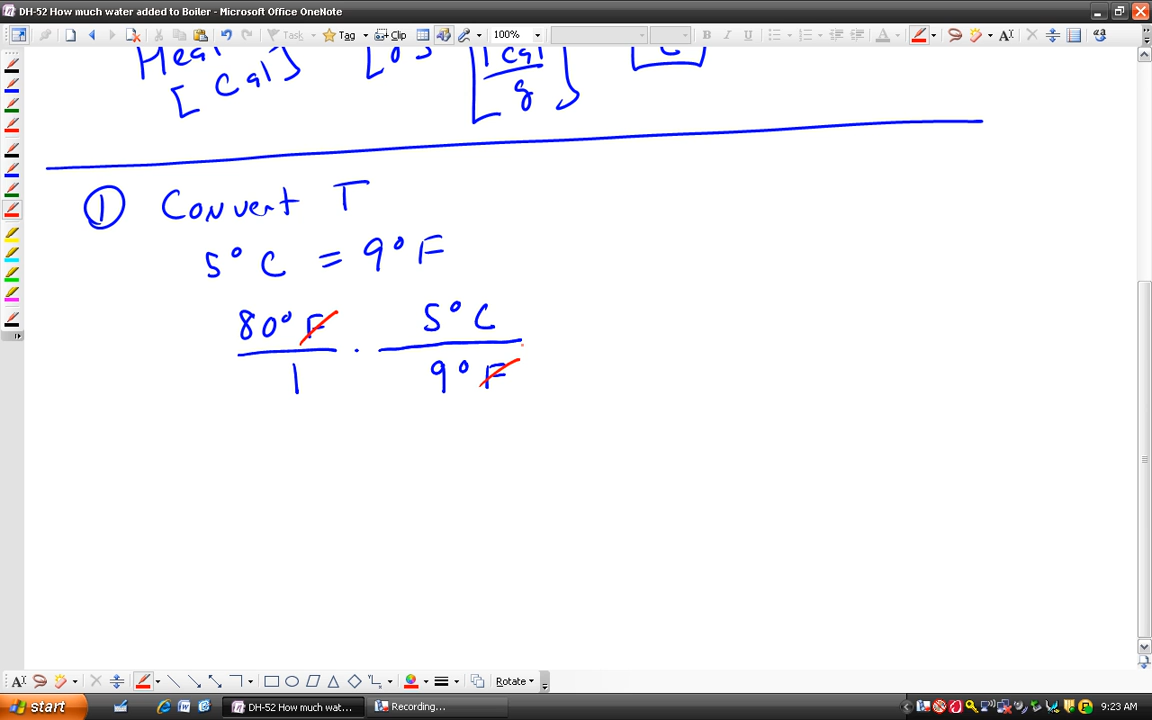 DH-52 How much water added to Boiler - Microsoft Office OneNote
Tag Clip 100% Task B I U A
Heat
[Cal]
1 cal
g
① Convert T
5° C = 9° F
80° F 5° C
1 · 9° F
A Rotate
start DH-52 How much wat... Recording.... 9:23 AM